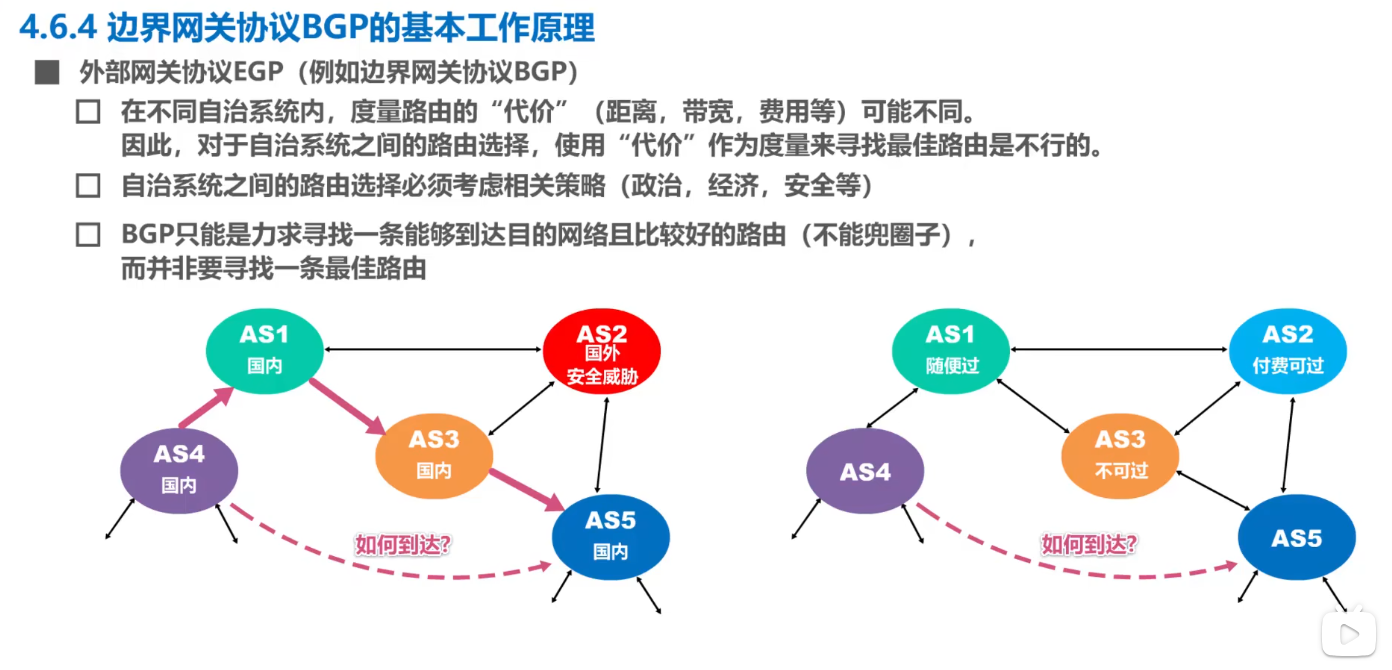 4.6.4 边界网关协议BGP的基本工作原理
外部网关协议EGP（例如边界网关协议BGP）
在不同自治系统内，度量路由的“代价”（距离，带宽，费用等）可能不同。
因此，对于自治系统之间的路由选择，使用“代价”作为度量来寻找最佳路由是不行的。
自治系统之间的路由选择必须考虑相关策略（政治，经济，安全等）
BGP只能是力求寻找一条能够到达目的网络且比较好的路由（不能兜圈子），
而并非要寻找一条最佳路由
AS1
国内
AS2
国外
安全威胁
AS3
国内
AS4
国内
AS5
国内
如何到达?
AS1
随便过
AS2
付费可过
AS3
不可过
AS4
AS5
如何到达?